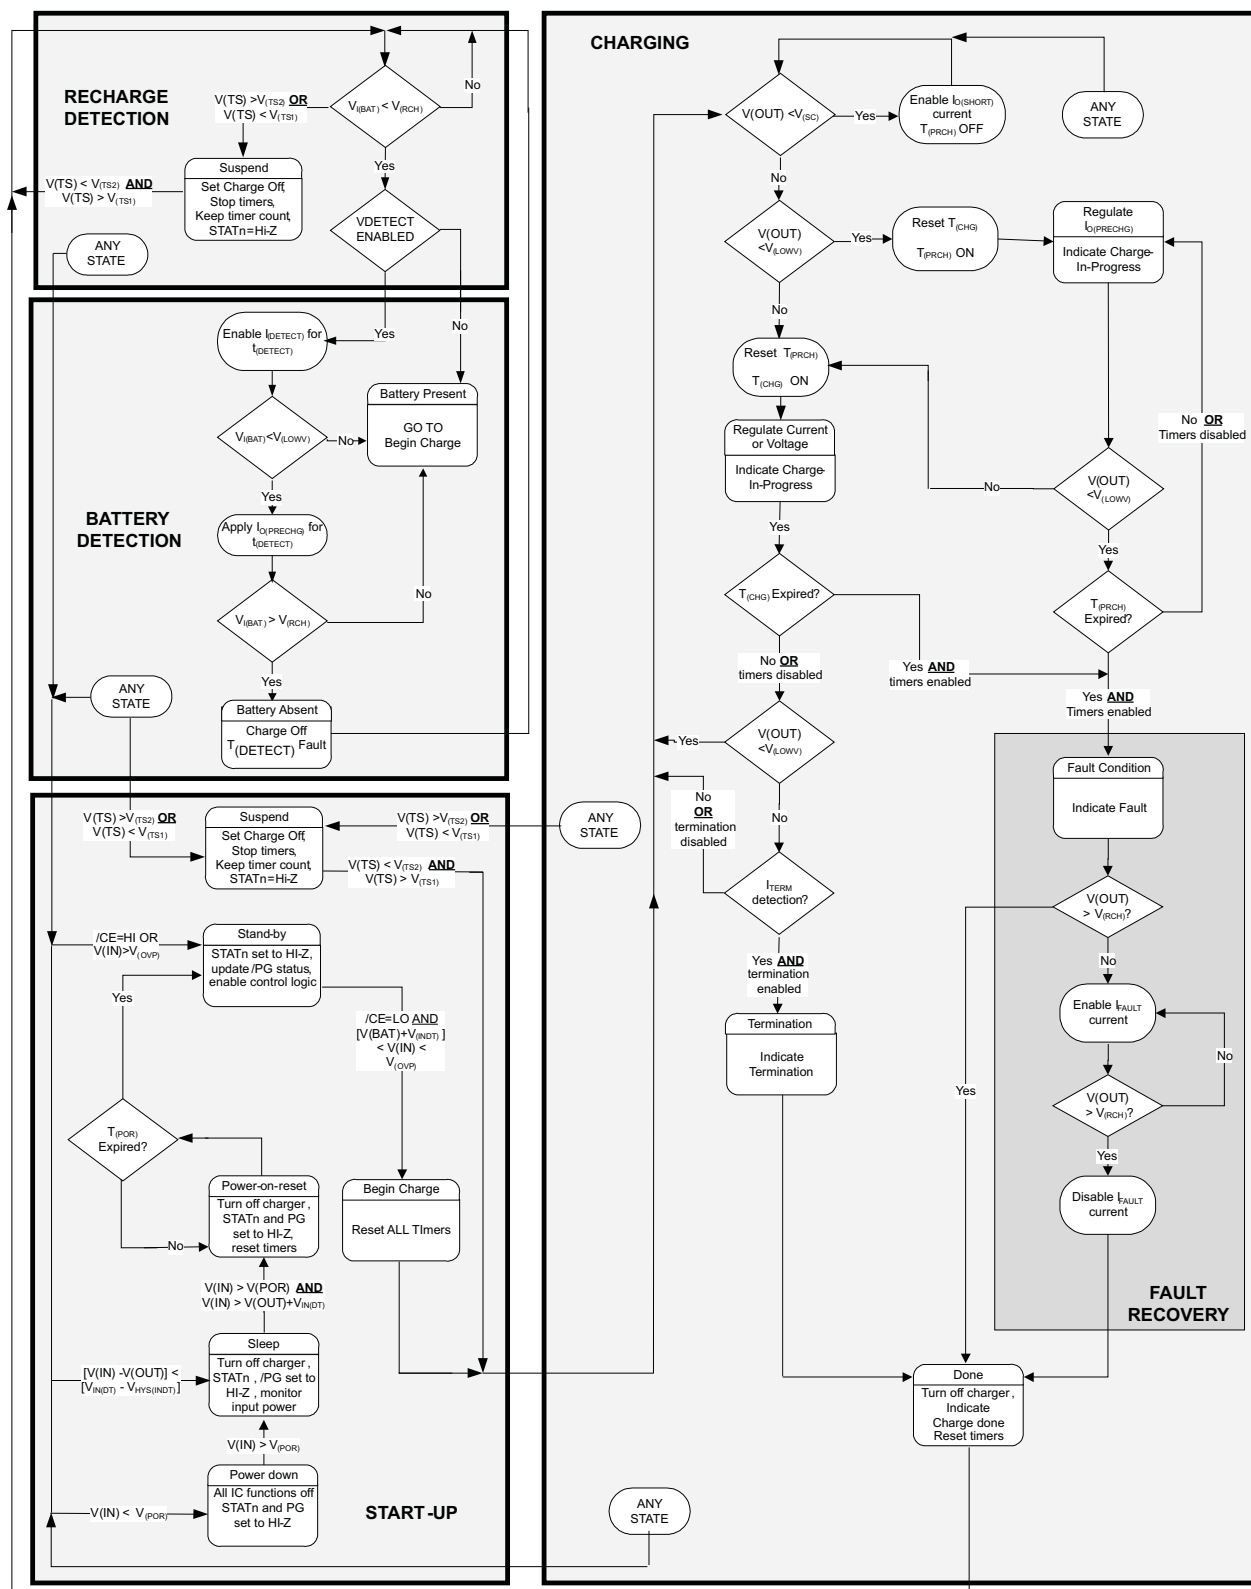 RECHARGE
DETECTION
V(TS) >V(TS2) OR
V(TS) < V(TS1)
VI(BAT) < V(RCH)
No
Yes
Suspend
Set Charge Off,
Stop timers,
Keep timer count,
STATn=Hi-Z
V(TS) < V(TS2) AND
V(TS) > V(TS1)
ANY
STATE
VDETECT
ENABLED
Yes
No
BATTERY
DETECTION
Enable I(DETECT) for
t(DETECT)
VI(BAT)<V(LOWV)
No
Yes
Battery Present
GO TO
Begin Charge
Apply IO(PRECHG) for
t(DETECT)
VI(BAT) > V(RCH)
No
Yes
ANY
STATE
Battery Absent
Charge Off
T(DETECT) Fault
V(TS) >V(TS2) OR
V(TS) < V(TS1)
Suspend
Set Charge Off,
Stop timers,
Keep timer count,
STATn=Hi-Z
V(TS) >V(TS2) OR
V(TS) < V(TS1)
V(TS) < V(TS2) AND
V(TS) > V(TS1)
/CE=HI OR
V(IN)>V(OVP)
Stand-by
STATn set to HI-Z,
update /PG status,
enable control logic
Yes
/CE=LO AND
[V(BAT)+V(INDT) ]
< V(IN) <
V(OVP)
T(POR)
Expired?
No
Power-on-reset
Turn off charger ,
STATn and PG
set to HI-Z,
reset timers
Begin Charge
Reset ALL TImers
V(IN) > V(POR) AND
V(IN) > V(OUT)+VIN(DT)
Sleep
Turn off charger ,
STATn , /PG set to
HI-Z , monitor
input power
[V(IN) -V(OUT)] <
[VIN(DT) - VHYS(INDT) ]
V(IN) > V(POR)
Power down
All IC functions off
STATn and PG
set to HI-Z
V(IN) < V(POR)
START-UP
CHARGING
V(OUT) <V(SC)
Yes
Enable IO(SHORT)
current
T(PRCH) OFF
ANY
STATE
No
V(OUT)
<V(LOWV)
Yes
Reset T(CHG)
T(PRCH) ON
Regulate
IO(PRECHG)
Indicate Charge-
In-Progress
No
Reset T(PRCH)
T(CHG) ON
Regulate Current
or Voltage
Indicate Charge-
In-Progress
No OR
Timers disabled
V(OUT)
<V(LOWV)
No
Yes
Yes
T(CHG) Expired?
T(PRCH)
Expired?
No OR
timers disabled
Yes AND
timers enabled
Yes AND
Timers enabled
V(OUT)
<V(LOWV)
Yes
No
No
OR
termination
disabled
ANY
STATE
ITERM
detection?
Yes AND
termination
enabled
Termination
Indicate
Termination
Fault Condition
Indicate Fault
V(OUT)
> V(RCH)?
No
Yes
Enable IFAULT
current
No
V(OUT)
> V(RCH)?
Yes
Disable IFAULT
current
FAULT
RECOVERY
Done
Turn off charger ,
Indicate
Charge done
Reset timers
ANY
STATE